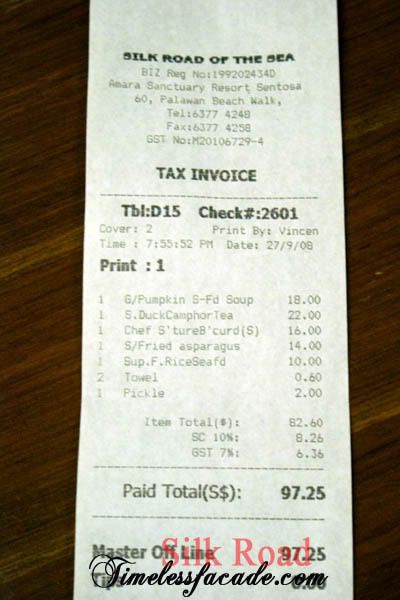 SILK ROAD OF THE SEA
BIZ Reg No:199202434D
Amara Sanctuary Resort Sentosa
60, Palawan Beach Walk,
Tel:6377 4248
Fax:6377 4258
GST No:M20106729-4
TAX INVOICE
Tbl:D15 Check#:2601
Cover: 2 Print By: Vincen
Time : 7:55:52 PM Date: 27/9/08
Print : 1
1 G/Pumpkin S-Fd Soup 18.00
1 S.DuckCamphorTea 22.00
1 Chef S'tureB'curd(S) 16.00
1 S/Fried asparagus 14.00
1 Sup.F.RiceSeafd 10.00
2 Towel 0.60
1 Pickle 2.00
Item Total($): 82.60
SC 10%: 8.26
GST 7%: 6.36
Paid Total(S$): 97.25
Master Off Line 97.25
Silk Road
Tips
Timelessfacade.com